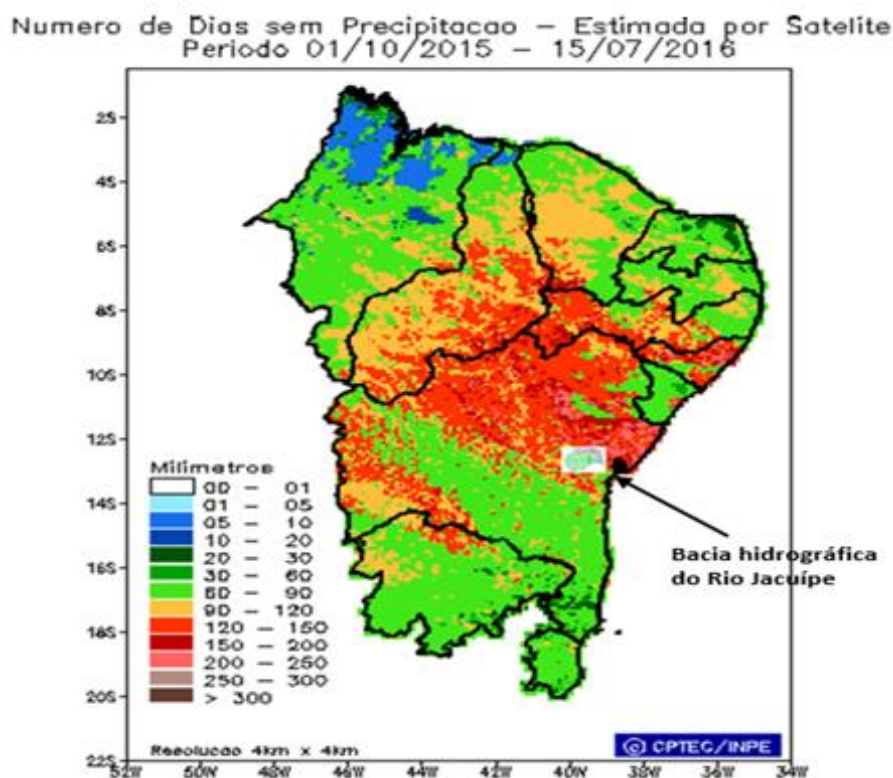 Numero de Dias sem Precipitacao – Estimada por Satelite
Periodo 01/10/2015 – 15/07/2016
2S
4S
6S
8S
10S
12S
14S
16S
18S
20S
22S
Milimetros
00 – 01
01 – 05
05 – 10
10 – 20
20 – 30
30 – 60
60 – 90
90 – 120
120 – 150
150 – 200
200 – 250
250 – 300
> 300
Bacia hidrográfica
do Rio Jacuípe
Resolucao 4km x 4km
© CPTEC/INPE
52W 50W 48W 46W 44W 42W 40W 38W 36W 34W